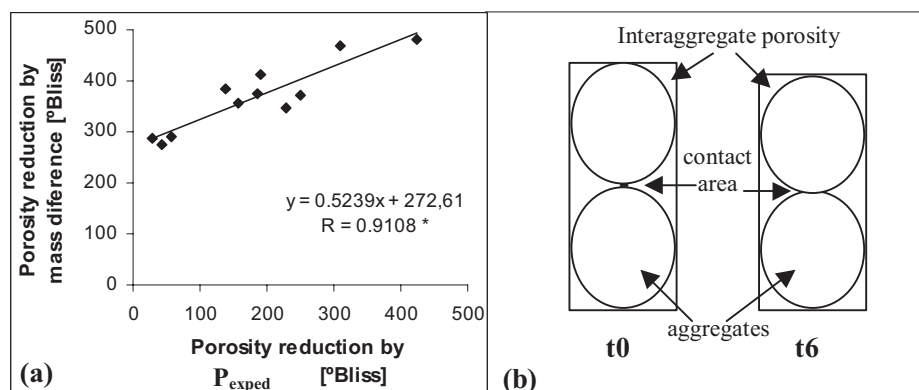 Porosity reduction by
mass diference [ºBliss]
500
400
300
200
100
0
y = 0.5239x + 272,61
R = 0.9108 *
0 100 200 300 400 500
Porosity reduction by
P exped [ºBliss]
(a)
Interaggregate porosity
contact
area
aggregates
t0 t6
(b)